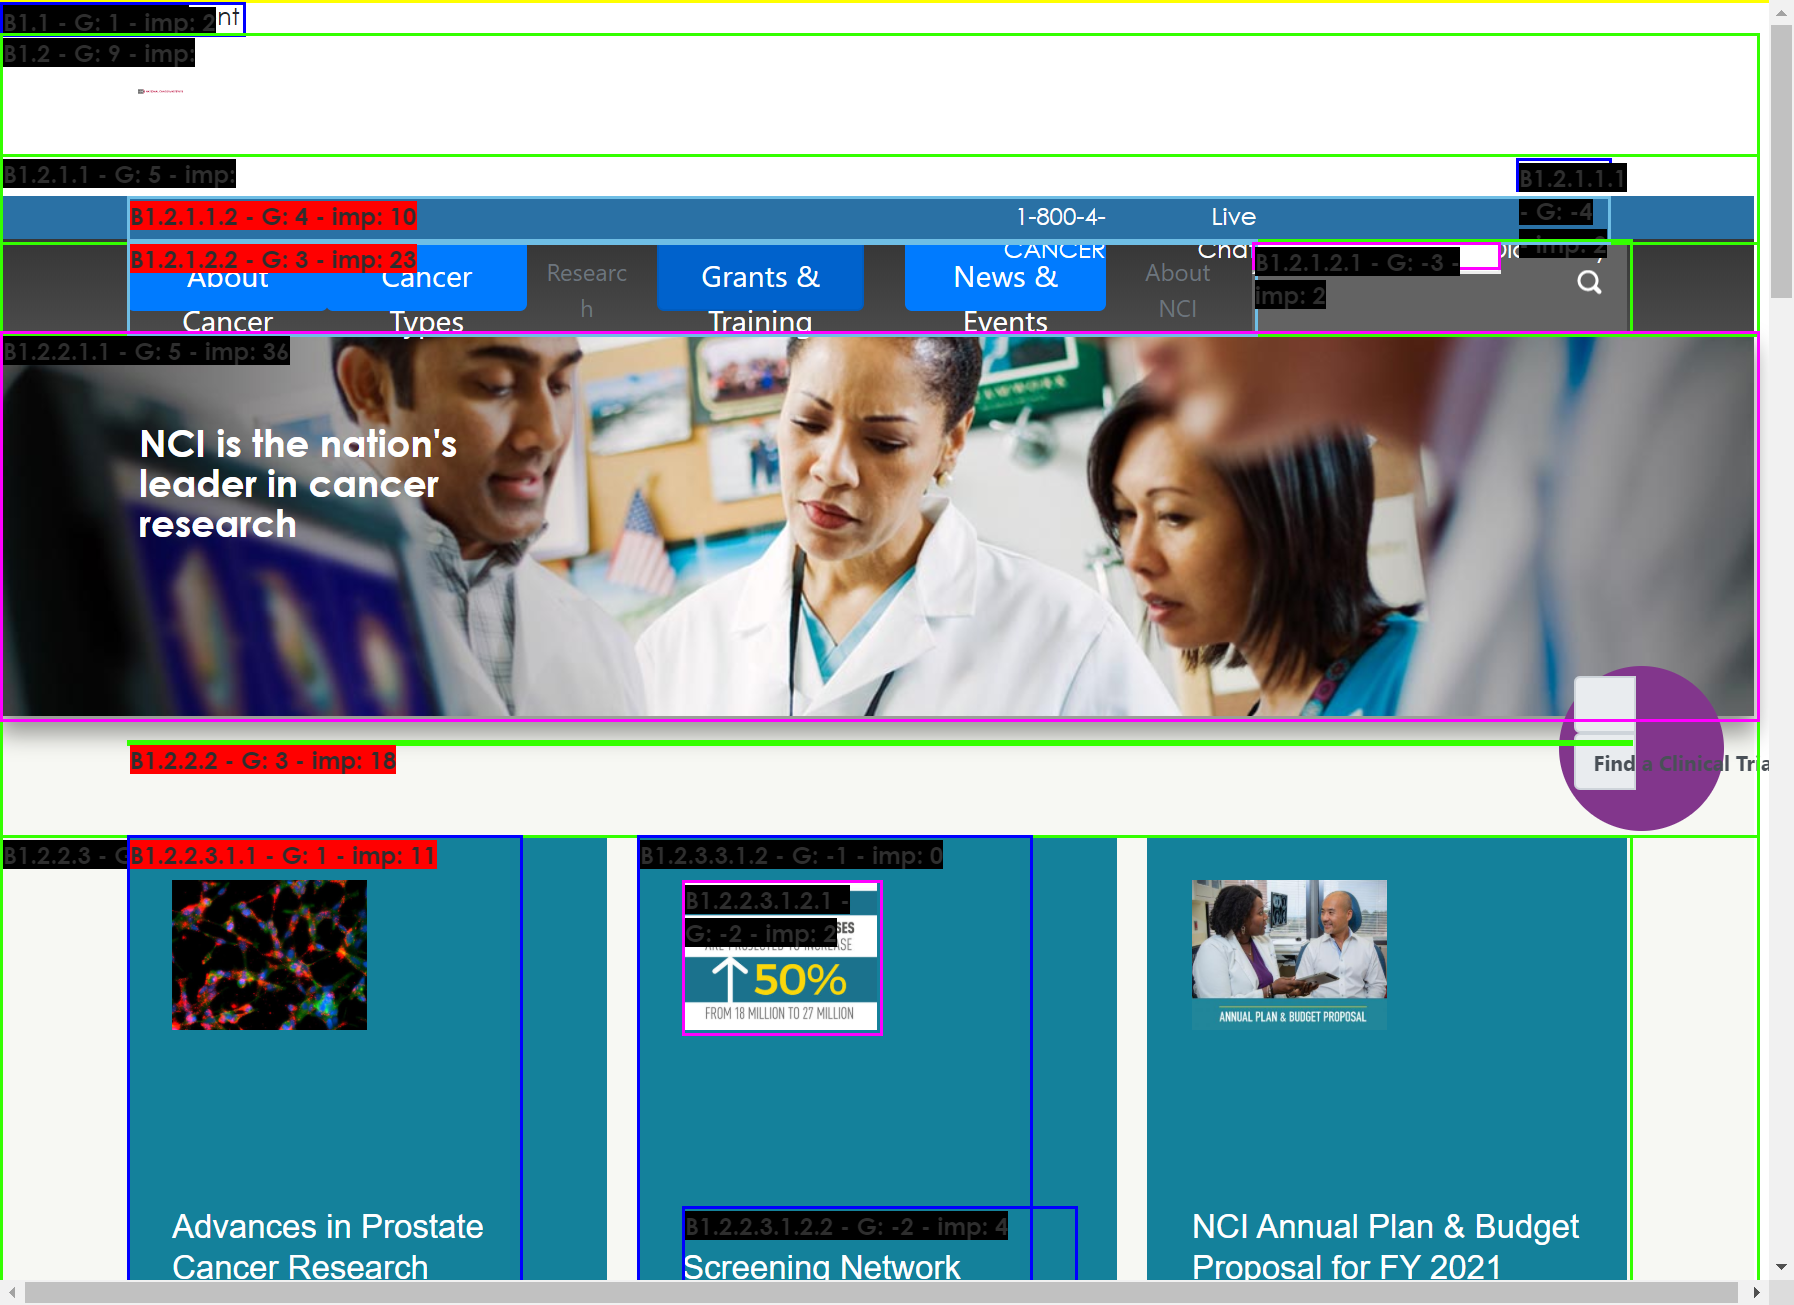 B1.1 - G: 1 - imp: 2
nt
B1.2 - G: 9 - imp:
B1.2.1.1 - G: 5 - imp:
B1.2.1.1.1
- G: -4
- imp: 2
B1.2.1.1.2 - G: 4 - imp: 10
1-800-4-
CANCER
Live
Chat
B1.2.1.2.2 - G: 3 - imp: 23
B1.2.1.2.1 - G: -3 -
imp: 2
About
Cancer
Cancer
Types
Researc
h
Grants &
Training
News &
Events
About
NCI
B1.2.2.1.1 - G: 5 - imp: 36
NCI is the nation's
leader in cancer
research
B1.2.2.2 - G: 3 - imp: 18
Find a Clinical Tria
B1.2.2.3 - G
B1.2.2.3.1.1 - G: 1 - imp: 11
B1.2.3.3.1.2 - G: -1 - imp: 0
B1.2.2.3.1.2.1 -
G: -2 - imp: 2
SES
ARE PROJECTED TO INCREASE
50%
FROM 18 MILLION TO 27 MILLION
ANNUAL PLAN & BUDGET PROPOSAL
Advances in Prostate
Cancer Research
B1.2.2.3.1.2.2 - G: -2 - imp: 4
Screening Network
NCI Annual Plan & Budget
Proposal for FY 2021